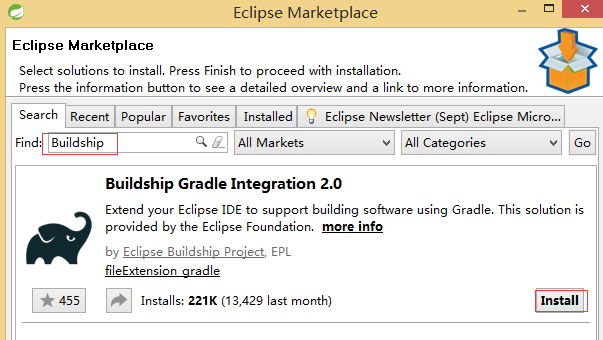 Eclipse Marketplace
Eclipse Marketplace
Select solutions to install. Press Finish to proceed with installation.
Press the information button to see a detailed overview and a link to more information.
Search Recent Popular Favorites Installed Eclipse Newsletter (Sept) Eclipse Micro...
Find: Buildship All Markets All Categories Go
Buildship Gradle Integration 2.0
Extend your Eclipse IDE to support building software using Gradle. This solution is
provided by the Eclipse Foundation. more info
by Eclipse Buildship Project, EPL
fileExtension_gradle
455 Installs: 221K (13,429 last month) Install